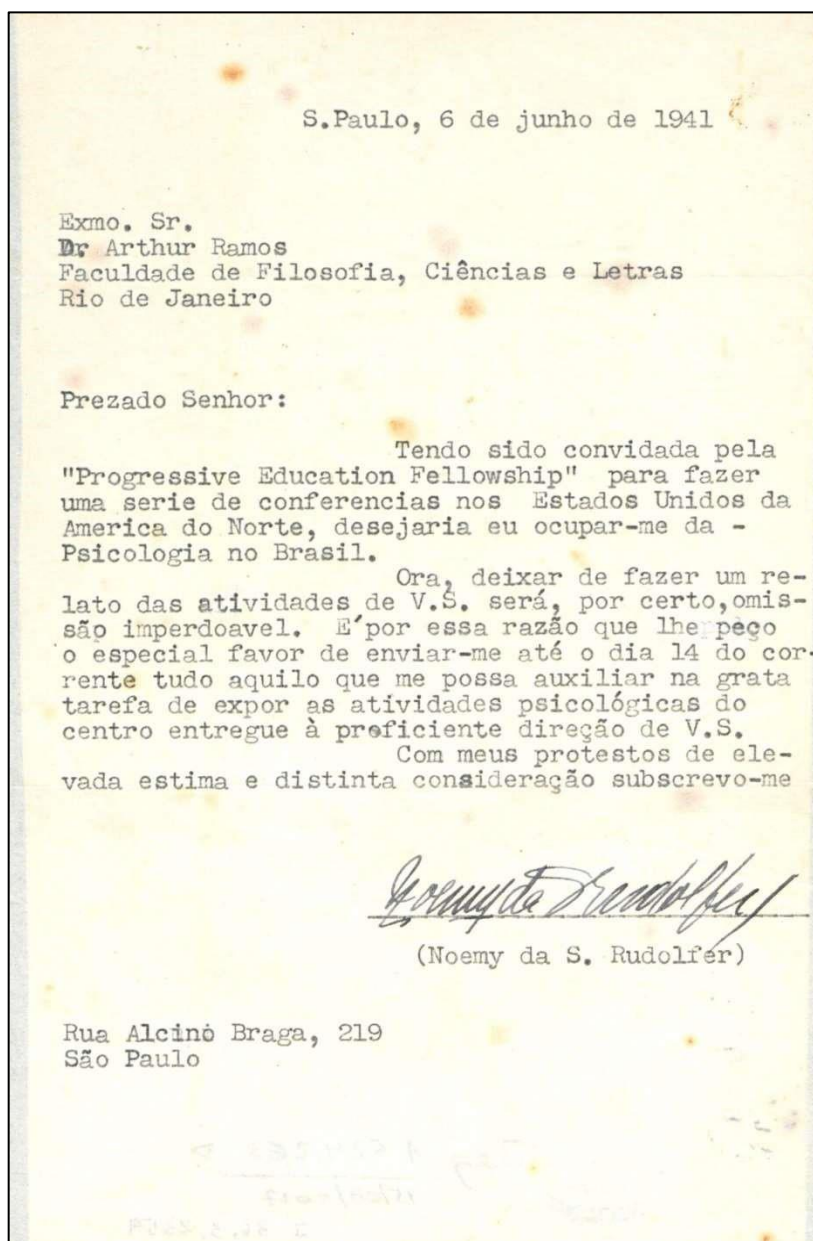 S.Paulo, 6 de junho de 1941
Exmo. Sr.
Dr Arthur Ramos
Faculdade de Filosofia, Ciências e Letras
Rio de Janeiro
Prezado Senhor:
Tendo sido convidada pela
"Progressive Education Fellowship" para fazer
uma serie de conferencias nos Estados Unidos da
America do Norte, desejaria eu ocupar-me da -
Psicologia no Brasil.
Ora, deixar de fazer um re-
lato das atividades de V.S. será, por certo,omis-
são imperdoavel. E'por essa razão que lhe peço
o especial favor de enviar-me até o dia 14 do cor-
rente tudo aquilo que me possa auxiliar na grata
tarefa de expor as atividades psicológicas do
centro entregue à proficiente direção de V.S.
Com meus protestos de ele-
vada estima e distinta consideração subscrevo-me
Noemy da S. Rudolfer
(Noemy da S. Rudolfer)
Rua Alcino Braga, 219
São Paulo